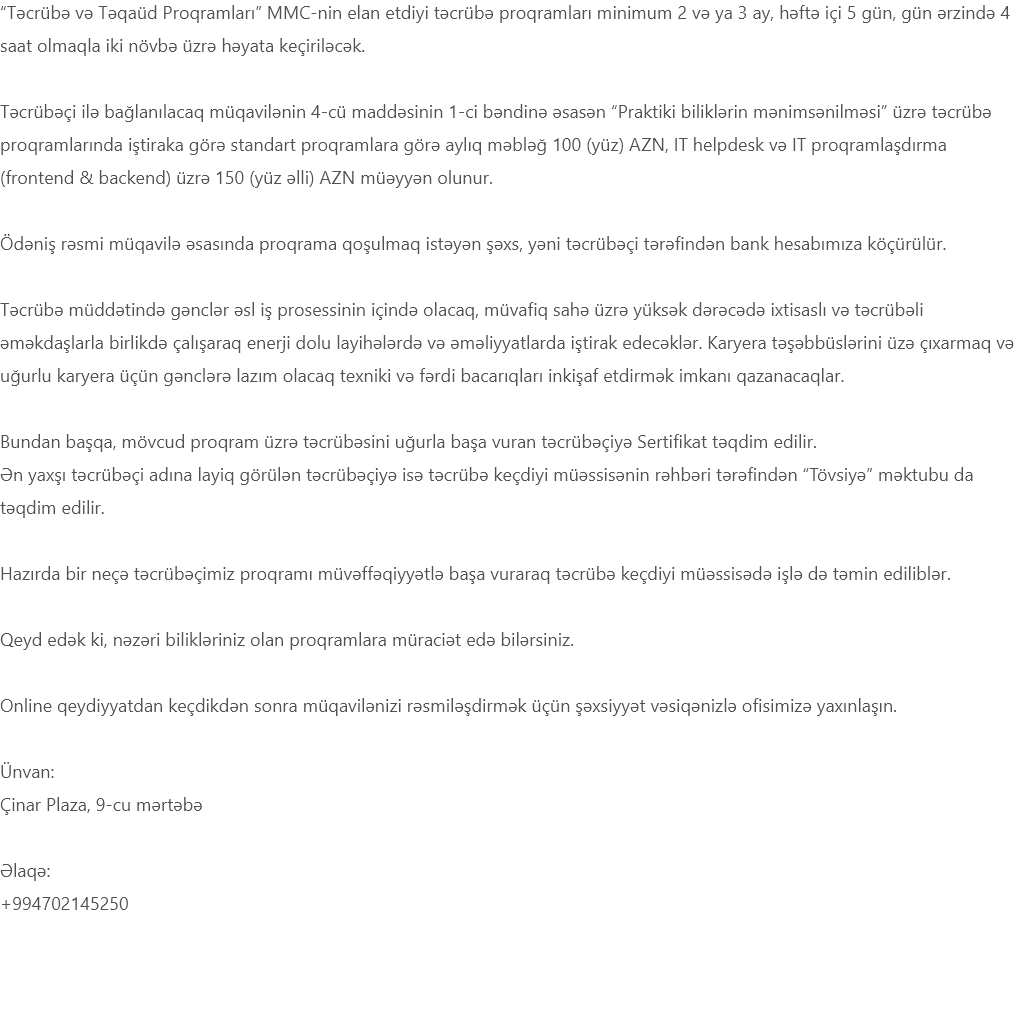 “Təcrübə və Təqaüd Proqramları” MMC-nin elan etdiyi təcrübə proqramları minimum 2 və ya 3 ay, həftə içi 5 gün, gün ərzində 4
saat olmaqla iki növbə üzrə həyata keçiriləcək.
Təcrübəçi ilə bağlanılacaq müqavilənin 4-cü maddəsinin 1-ci bəndinə əsasən “Praktiki biliklərin mənimsənilməsi” üzrə təcrübə
proqramlarında iştiraka görə standart proqramlara görə aylıq məbləğ 100 (yüz) AZN, IT helpdesk və IT proqramlaşdırma
(frontend & backend) üzrə 150 (yüz əlli) AZN müəyyən olunur.
Ödəniş rəsmi müqavilə əsasında proqrama qoşulmaq istəyən şəxs, yəni təcrübəçi tərəfindən bank hesabımıza köçürülür.
Təcrübə müddətində gənclər əsl iş prosessinin içində olacaq, müvafiq sahə üzrə yüksək dərəcədə ixtisaslı və təcrübəli
əməkdaşlarla birlikdə çalışaraq enerji dolu layihələrdə və əməliyyatlarda iştirak edecəklər. Karyera təşəbbüslərini üzə çıxarmaq və
uğurlu karyera üçün gənclərə lazım olacaq texniki və fərdi bacarıqları inkişaf etdirmək imkanı qazanacaqlar.
Bundan başqa, mövcud proqram üzrə təcrübəsini uğurla başa vuran təcrübəçiyə Sertifikat təqdim edilir.
Ən yaxşı təcrübəçi adına layiq görülən təcrübəçiyə isə təcrübə keçdiyi müəssisənin rəhbəri tərəfindən “Tövsiyə” məktubu da
təqdim edilir.
Hazırda bir neçə təcrübəçimiz proqramı müvəffəqiyyətlə başa vuraraq təcrübə keçdiyi müəssisədə işlə də təmin ediliblər.
Qeyd edək ki, nəzəri bilikləriniz olan proqramlara müraciət edə bilərsiniz.
Online qeydiyyatdan keçdikdən sonra müqavilənizi rəsmiləşdirmək üçün şəxsiyyət vəsiqənizlə ofisimizə yaxınlaşın.
Ünvan:
Çinar Plaza, 9-cu mərtəbə
Əlaqə:
+994702145250